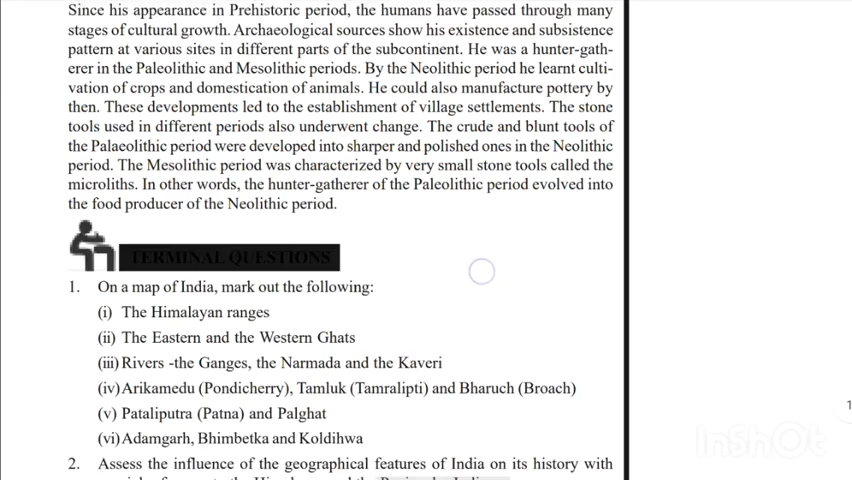 Since his appearance in Prehistoric period, the humans have passed through many
stages of cultural growth. Archaeological sources show his existence and subsistence
pattern at various sites in different parts of the subcontinent. He was a hunter-gath-
erer in the Paleolithic and Mesolithic periods. By the Neolithic period he learnt culti-
vation of crops and domestication of animals. He could also manufacture pottery by
then. These developments led to the establishment of village settlements. The stone
tools used in different periods also underwent change. The crude and blunt tools of
the Palaeolithic period were developed into sharper and polished ones in the Neolithic
period. The Mesolithic period was characterized by very small stone tools called the
microliths. In other words, the hunter-gatherer of the Paleolithic period evolved into
the food producer of the Neolithic period.
TERMINAL QUESTIONS
1. On a map of India, mark out the following:
(i) The Himalayan ranges
(ii) The Eastern and the Western Ghats
(iii) Rivers -the Ganges, the Narmada and the Kaveri
(iv) Arikamedu (Pondicherry), Tamluk (Tamralipti) and Bharuch (Broach)
(v) Pataliputra (Patna) and Palghat
(vi) Adamgarh, Bhimbetka and Koldihwa
2. Assess the influence of the geographical features of India on its history with
1
InShOt